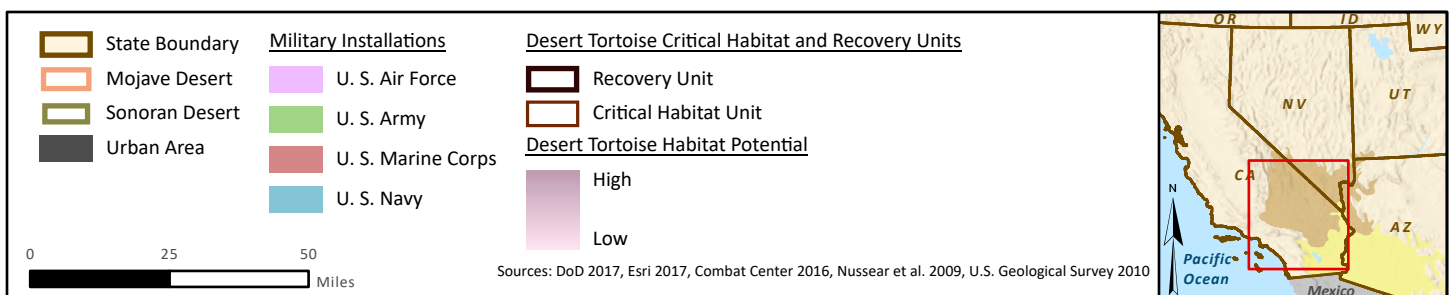 State Boundary
Mojave Desert
Sonoran Desert
Urban Area
Military Installations
U. S. Air Force
U. S. Army
U. S. Marine Corps
U. S. Navy
Desert Tortoise Critical Habitat and Recovery Units
Recovery Unit
Critical Habitat Unit
Desert Tortoise Habitat Potential
High
Low
0 25 50
Miles
Sources: DoD 2017, Esri 2017, Combat Center 2016, Nussear et al. 2009, U.S. Geological Survey 2010
OR ID
WY
NV UT
CA
N
AZ
Pacific
Ocean
Mexico